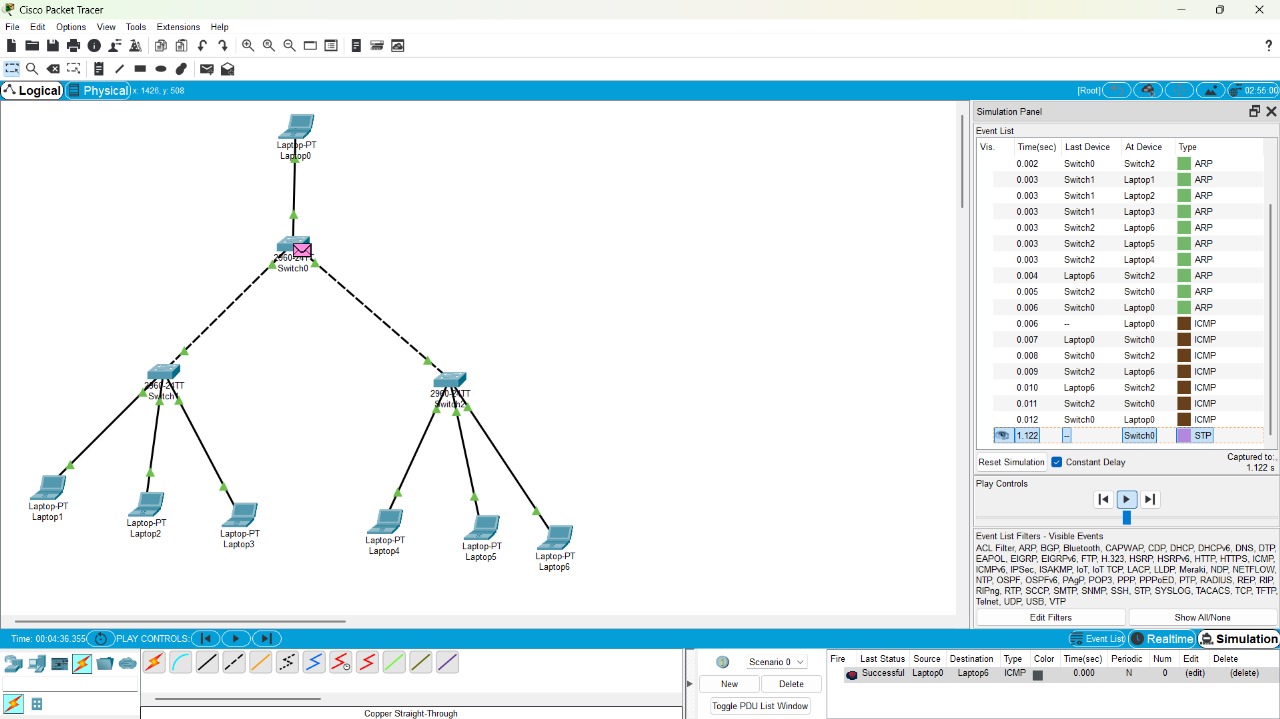 Cisco Packet Tracer
File Edit Options View Tools Extensions Help
Logical Physical x: 1426, y: 508 [Root] 02:55:00
Laptop-PT
Laptop0
2960-24TT
Switch0
2960-24TT
Switch1
2960-24TT
Switch2
Laptop-PT
Laptop1
Laptop-PT
Laptop2
Laptop-PT
Laptop3
Laptop-PT
Laptop4
Laptop-PT
Laptop5
Laptop-PT
Laptop6
Simulation Panel
Event List
Vis. Time(sec) Last Device At Device Type
0.002 Switch0 Switch2 ARP
0.003 Switch1 Laptop1 ARP
0.003 Switch1 Laptop2 ARP
0.003 Switch1 Laptop3 ARP
0.003 Switch2 Laptop6 ARP
0.003 Switch2 Laptop5 ARP
0.003 Switch2 Laptop4 ARP
0.004 Laptop6 Switch2 ARP
0.005 Switch2 Switch0 ARP
0.006 Switch0 Laptop0 ARP
0.006 -- Laptop0 ICMP
0.007 Laptop0 Switch0 ICMP
0.008 Switch0 Switch2 ICMP
0.009 Switch2 Laptop6 ICMP
0.010 Laptop6 Switch2 ICMP
0.011 Switch2 Switch0 ICMP
0.012 Switch0 Laptop0 ICMP
1.122 -- Switch0 STP
Reset Simulation Constant Delay Captured to:
1.122 s
Play Controls
Event List Filters - Visible Events
ACL Filter, ARP, BGP, Bluetooth, CAPWAP, CDP, DHCP, DHCPv6, DNS, DTP,
EAPOL, EIGRP, EIGRPv6, FTP, H.323, HSRP, HSRPv6, HTTP, HTTPS, ICMP,
ICMPv6, IPSec, ISAKMP, IoT, IoT TCP, LACP, LLDP, Meraki, NDP, NETFLOW,
NTP, OSPF, OSPFv6, PAgP, POP3, PPP, PPPoED, PTP, RADIUS, REP, RIP,
RIPng, RTP, SCCP, SMTP, SNMP, SSH, STP, SYSLOG, TACACS, TCP, TFTP,
Telnet, UDP, USB, VTP
Edit Filters Show All/None
Time: 00:04:36.355 PLAY CONTROLS: Event List Realtime Simulation
Copper Straight-Through
Scenario 0
New Delete
Toggle PDU List Window
Fire Last Status Source Destination Type Color Time(sec) Periodic Num Edit Delete
Successful Laptop0 Laptop6 ICMP 0.000 N 0 (edit) (delete)